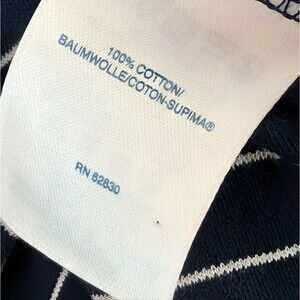 100% COTTON/
BAUMWOLLE/COTON-SUPIMA®
RN 82830